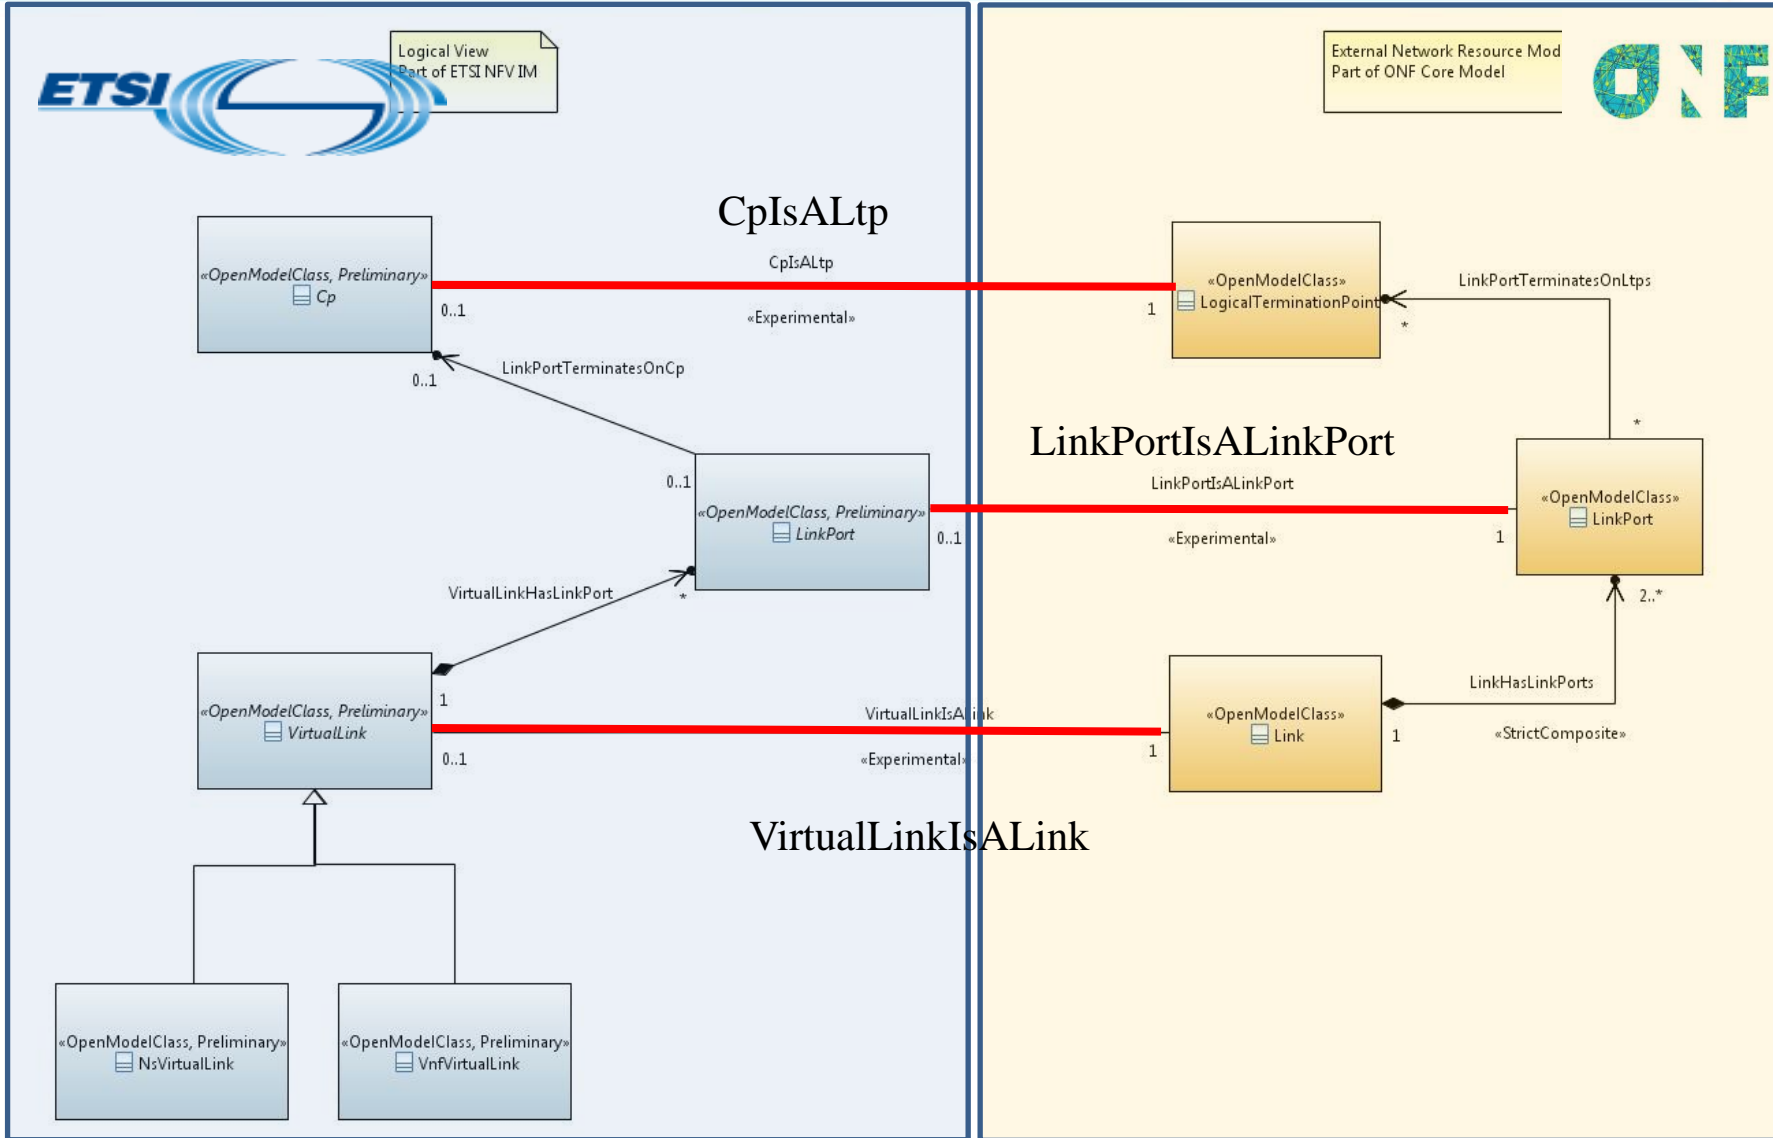 Logical View
Part of ETSI NFV IM
ETSI
External Network Resource Mod
Part of ONF Core Model
ONF
CpIsALtp
CpIsALtp
«OpenModelClass, Preliminary»
Cp
0..1
«Experimental»
1
«OpenModelClass»
LogicalTerminationPoint
LinkPortTerminatesOnLtps
*
0..1
LinkPortTerminatesOnCp
*
LinkPortIsALinkPort
LinkPortIsALinkPort
0..1
«OpenModelClass, Preliminary»
LinkPort
0..1
«Experimental»
1
«OpenModelClass»
LinkPort
VirtualLinkHasLinkPort
*
2..*
«OpenModelClass, Preliminary»
VirtualLink
1
0..1
VirtualLinkIsALink
«Experimental»
1
«OpenModelClass»
Link
1
LinkHasLinkPorts
«StrictComposite»
VirtualLinkIsALink
«OpenModelClass, Preliminary»
NsVirtualLink
«OpenModelClass, Preliminary»
VnfVirtualLink